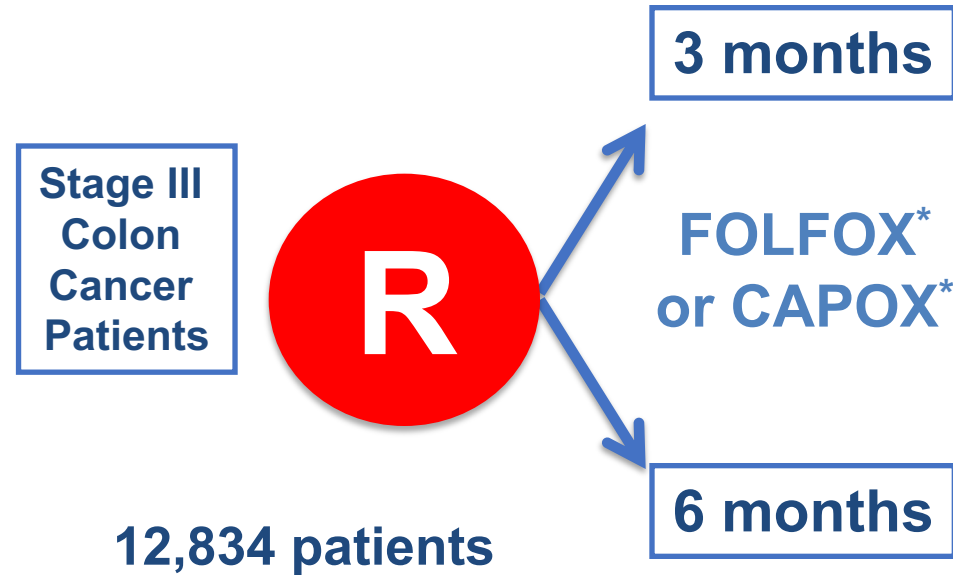 3 months
Stage III
Colon
Cancer
Patients
R
FOLFOX*
or CAPOX*
6 months
12,834 patients